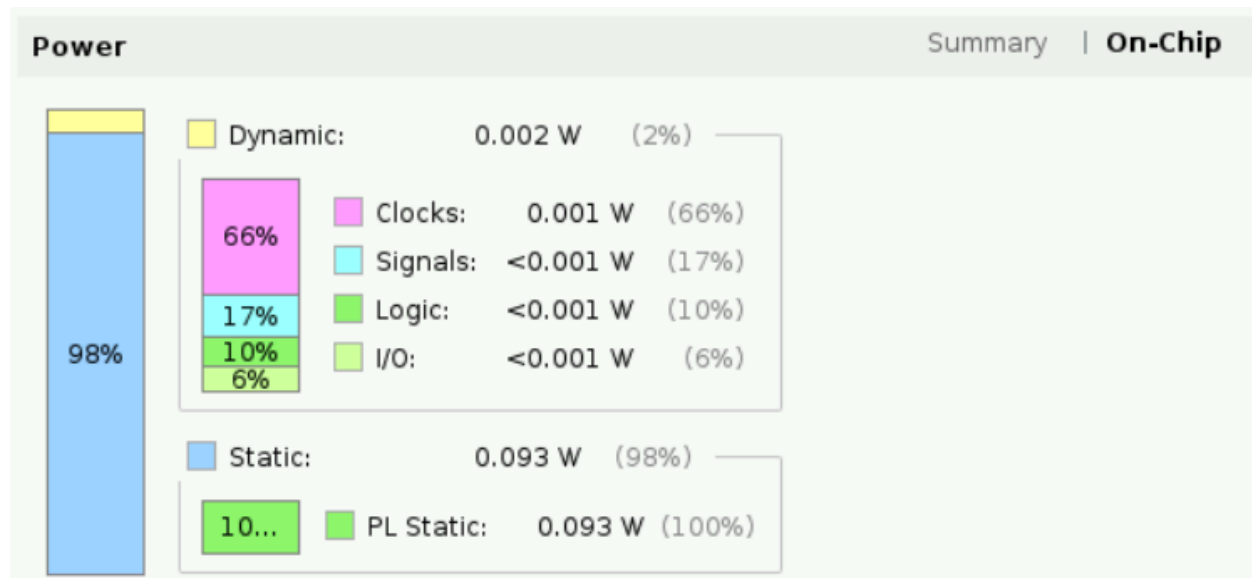 Power Summary | On-Chip
Dynamic: 0.002 W (2%)
66% Clocks: 0.001 W (66%)
Signals: <0.001 W (17%)
17% Logic: <0.001 W (10%)
98% 10% I/O: <0.001 W (6%)
6%
Static: 0.093 W (98%)
10... PL Static: 0.093 W (100%)